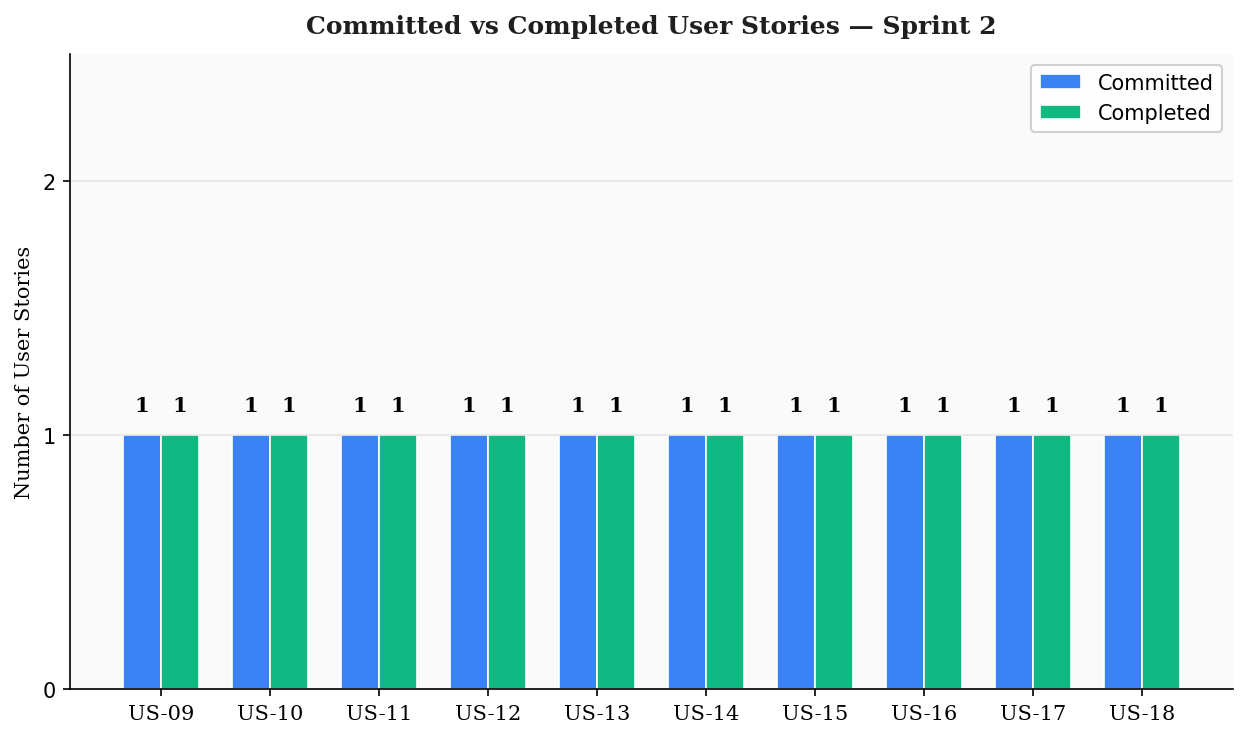 Committed vs Completed User Stories — Sprint 2
Committed
Completed
Number of User Stories
2
1
0
1 1 1 1 1 1 1 1 1 1 1 1 1 1 1 1 1 1 1 1
US-09 US-10 US-11 US-12 US-13 US-14 US-15 US-16 US-17 US-18